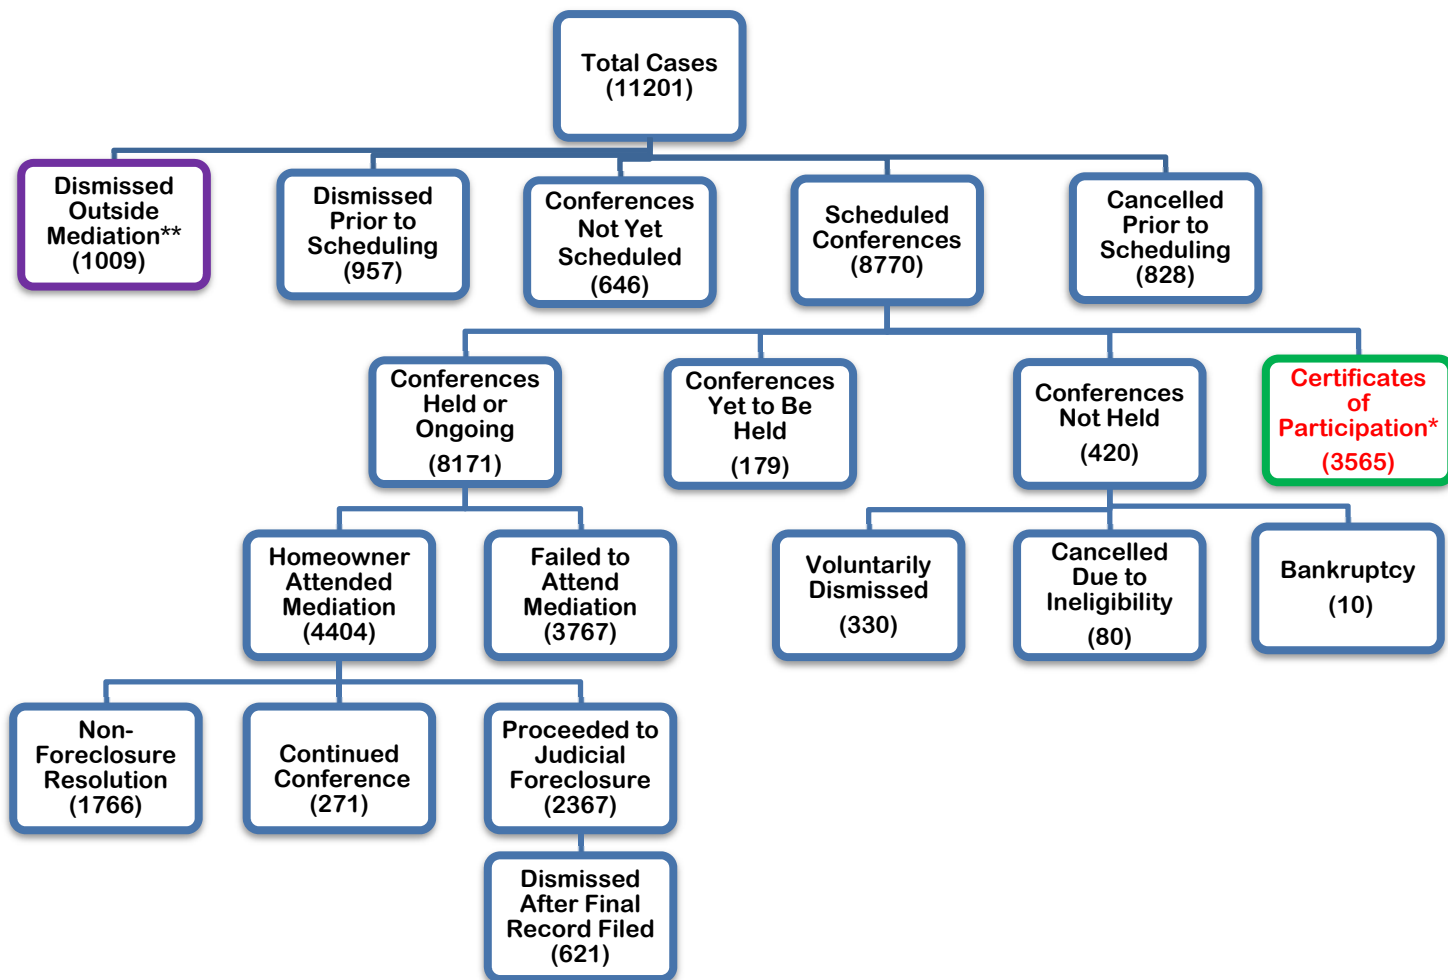 Total Cases
(11201)
Dismissed
Outside
Mediation**
(1009)
Dismissed
Prior to
Scheduling
(957)
Conferences
Not Yet
Scheduled
(646)
Scheduled
Conferences
(8770)
Cancelled
Prior to
Scheduling
(828)
Conferences
Held or
Ongoing
(8171)
Conferences
Yet to Be
Held
(179)
Conferences
Not Held
(420)
Certificates
of
Participation*
(3565)
Homeowner
Attended
Mediation
(4404)
Failed to
Attend
Mediation
(3767)
Voluntarily
Dismissed
(330)
Cancelled
Due to
Ineligibility
(80)
Bankruptcy
(10)
Non-
Foreclosure
Resolution
(1766)
Continued
Conference
(271)
Proceeded to
Judicial
Foreclosure
(2367)
Dismissed
After Final
Record Filed
(621)